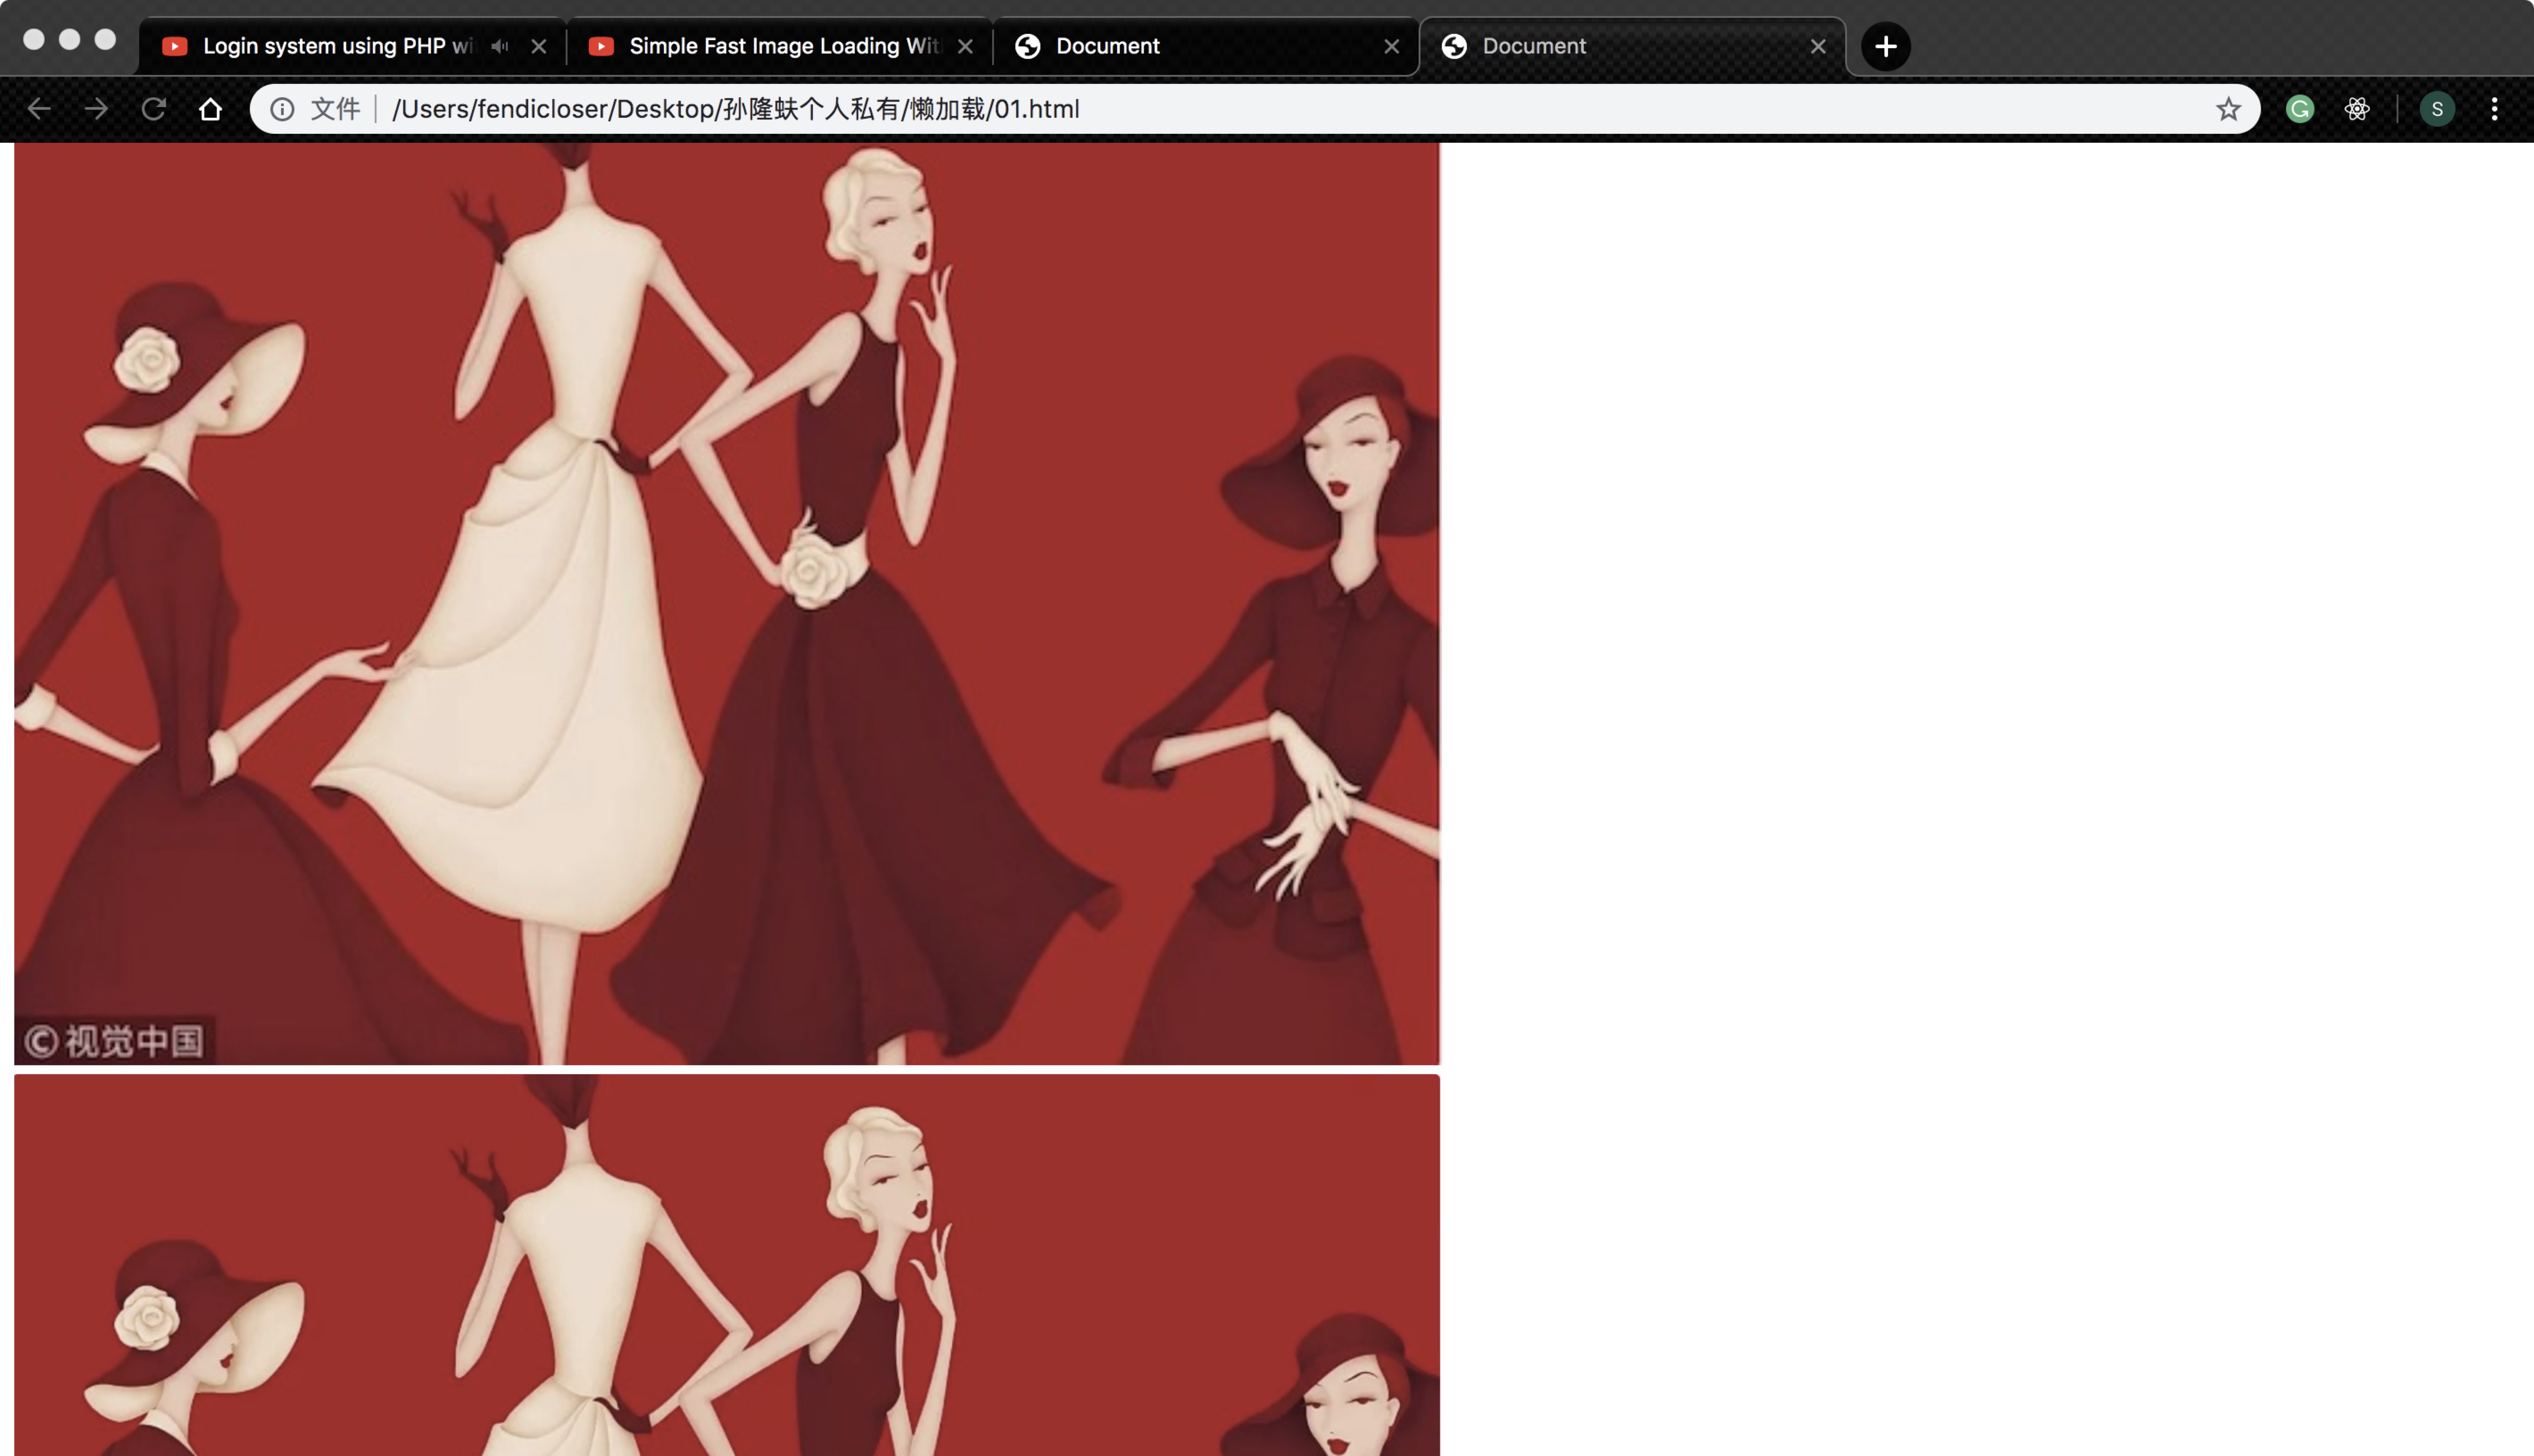 Login system using PHP wi
Simple Fast Image Loading Wit
Document
Document
文件 /Users/fendicloser/Desktop/孙隆蚨个人私有/懒加载/01.html
S
©视觉中国